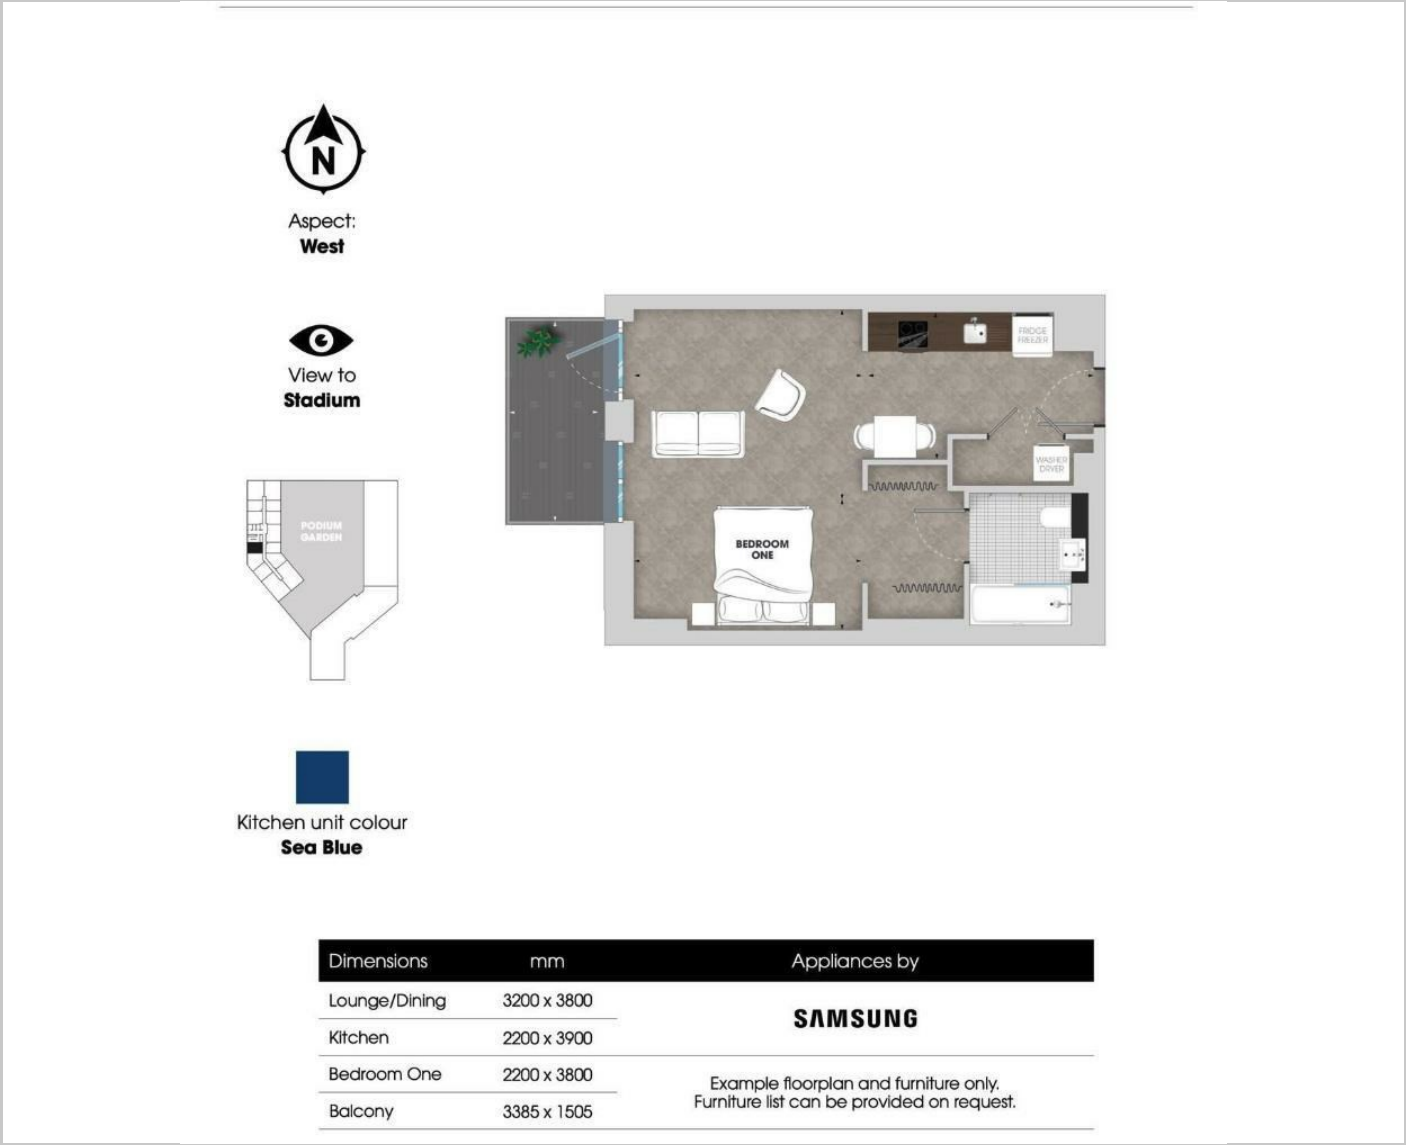 N
Aspect:
West
View to
Stadium
PODIUM
GARDEN
FRIDGE
FREEZER
WASHER
DRYER
BEDROOM
ONE
Kitchen unit colour
Sea Blue
Dimensions mm Appliances by
Lounge/Dining 3200 x 3800
SAMSUNG
Kitchen 2200 x 3900
Bedroom One 2200 x 3800
Example floorplan and furniture only.
Furniture list can be provided on request.
Balcony 3385 x 1505